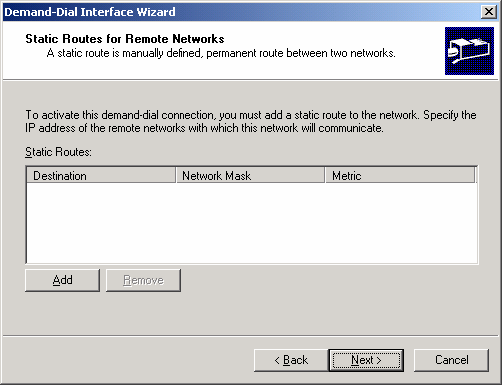 Demand-Dial Interface Wizard
Static Routes for Remote Networks
A static route is manually defined, permanent route between two networks.
To activate this demand-dial connection, you must add a static route to the network. Specify the
IP address of the remote networks with which this network will communicate.
Static Routes:
Destination Network Mask Metric
Add Remove
< Back Next > Cancel